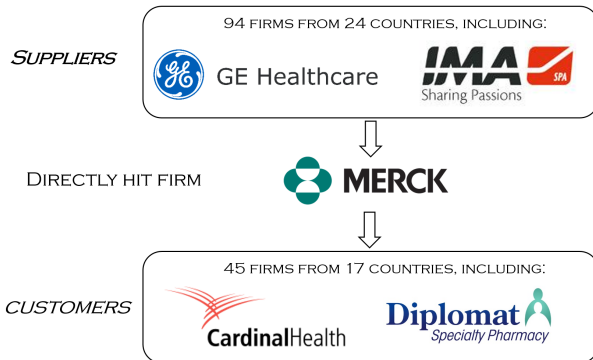 94 FIRMS FROM 24 COUNTRIES, INCLUDING:
SUPPLIERS
GE
GE Healthcare
IMA
SPA
Sharing Passions
DIRECTLY HIT FIRM
MERCK
45 FIRMS FROM 17 COUNTRIES, INCLUDING:
CUSTOMERS
CardinalHealth
Diplomat
Specialty Pharmacy